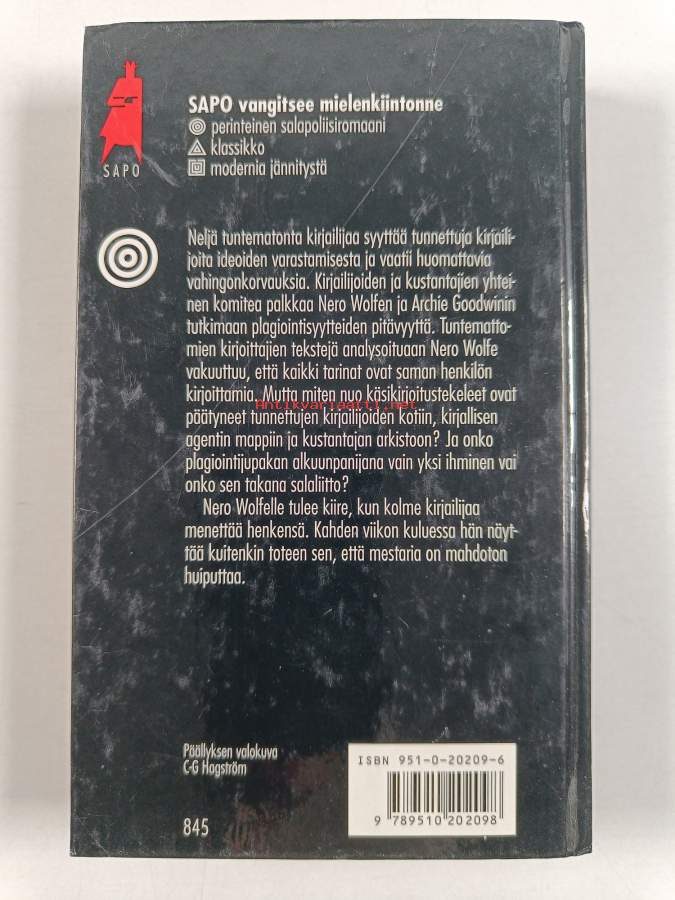 SAPO
SAPO vangitsee mielenkiintonne
perinteinen salapoliisiromaani
klassikko
modernia jännitystä
Neljä tuntematonta kirjailijaa syyttää tunnettuja kirjaili-
joita ideoiden varastamisesta ja vaatii huomattavia
vahingonkorvauksia. Kirjailijoiden ja kustantajien yhtei-
nen komitea palkkaa Nero Wolfen ja Archie Goodwinin
tutkimaan plagiointisyytteiden pitävyyttä. Tuntematto-
mien kirjoittajien tekstejä analysoituaan Nero Wolfe
vakuuttuu, että kaikki tarinat ovat saman henkilön
kirjoittamia. Mutta miten nuo käsikirjoitustekeleet ovat
Antikvariaatti.net
päätyneet tunnettujen kirjailijoiden kotiin, kirjallisen
agentin mappiin ja kustantajan arkistoon? Ja onko
plagiointijupakan alkuunpanijana vain yksi ihminen vai
onko sen takana salaliitto?
Nero Wolfelle tulee kiire, kun kolme kirjailijaa
menettää henkensä. Kahden viikon kuluessa hän näyt-
tää kuitenkin toteen sen, että mestaria on mahdoton
huiputtaa.
Päällyksen valokuva
C-G Hagström
845
ISBN 951-0-20209-6
9 789510 202098